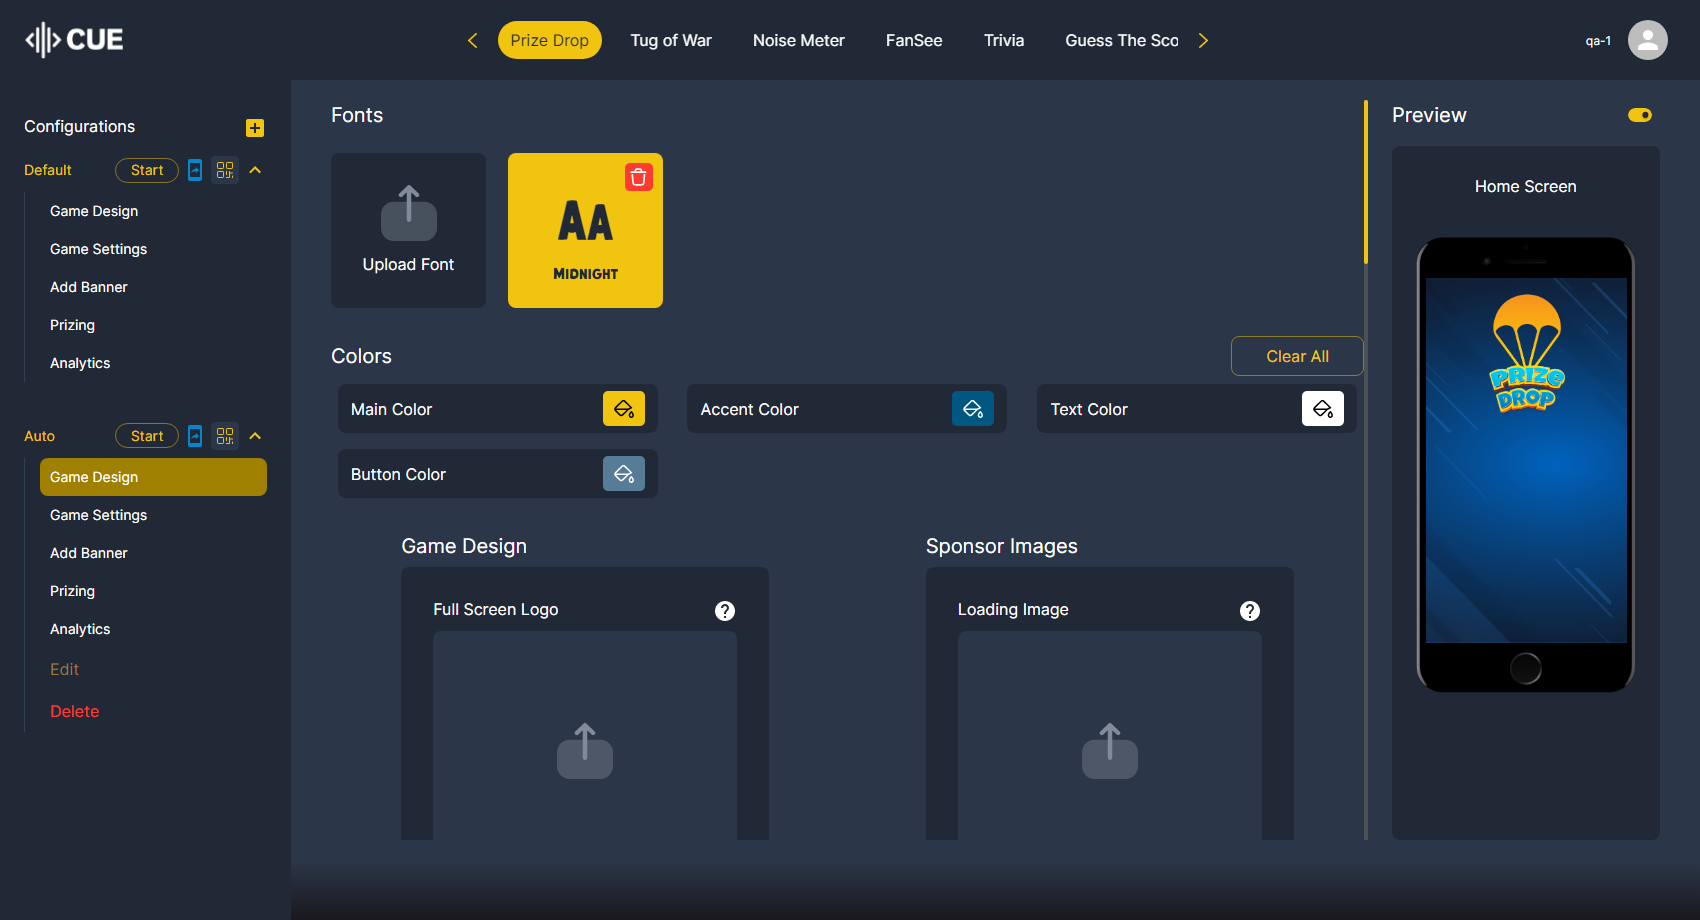 CUE
Prize Drop
Tug of War
Noise Meter
FanSee
Trivia
Guess The Sco
qa-1
Configurations
Default
Start
Game Design
Game Settings
Add Banner
Prizing
Analytics
Auto
Start
Game Design
Game Settings
Add Banner
Prizing
Analytics
Edit
Delete
Fonts
Upload Font
AA
MIDNIGHT
Colors
Clear All
Main Color
Accent Color
Text Color
Button Color
Game Design
Full Screen Logo
?
Sponsor Images
Loading Image
?
Preview
Home Screen
PRIZE
DROP